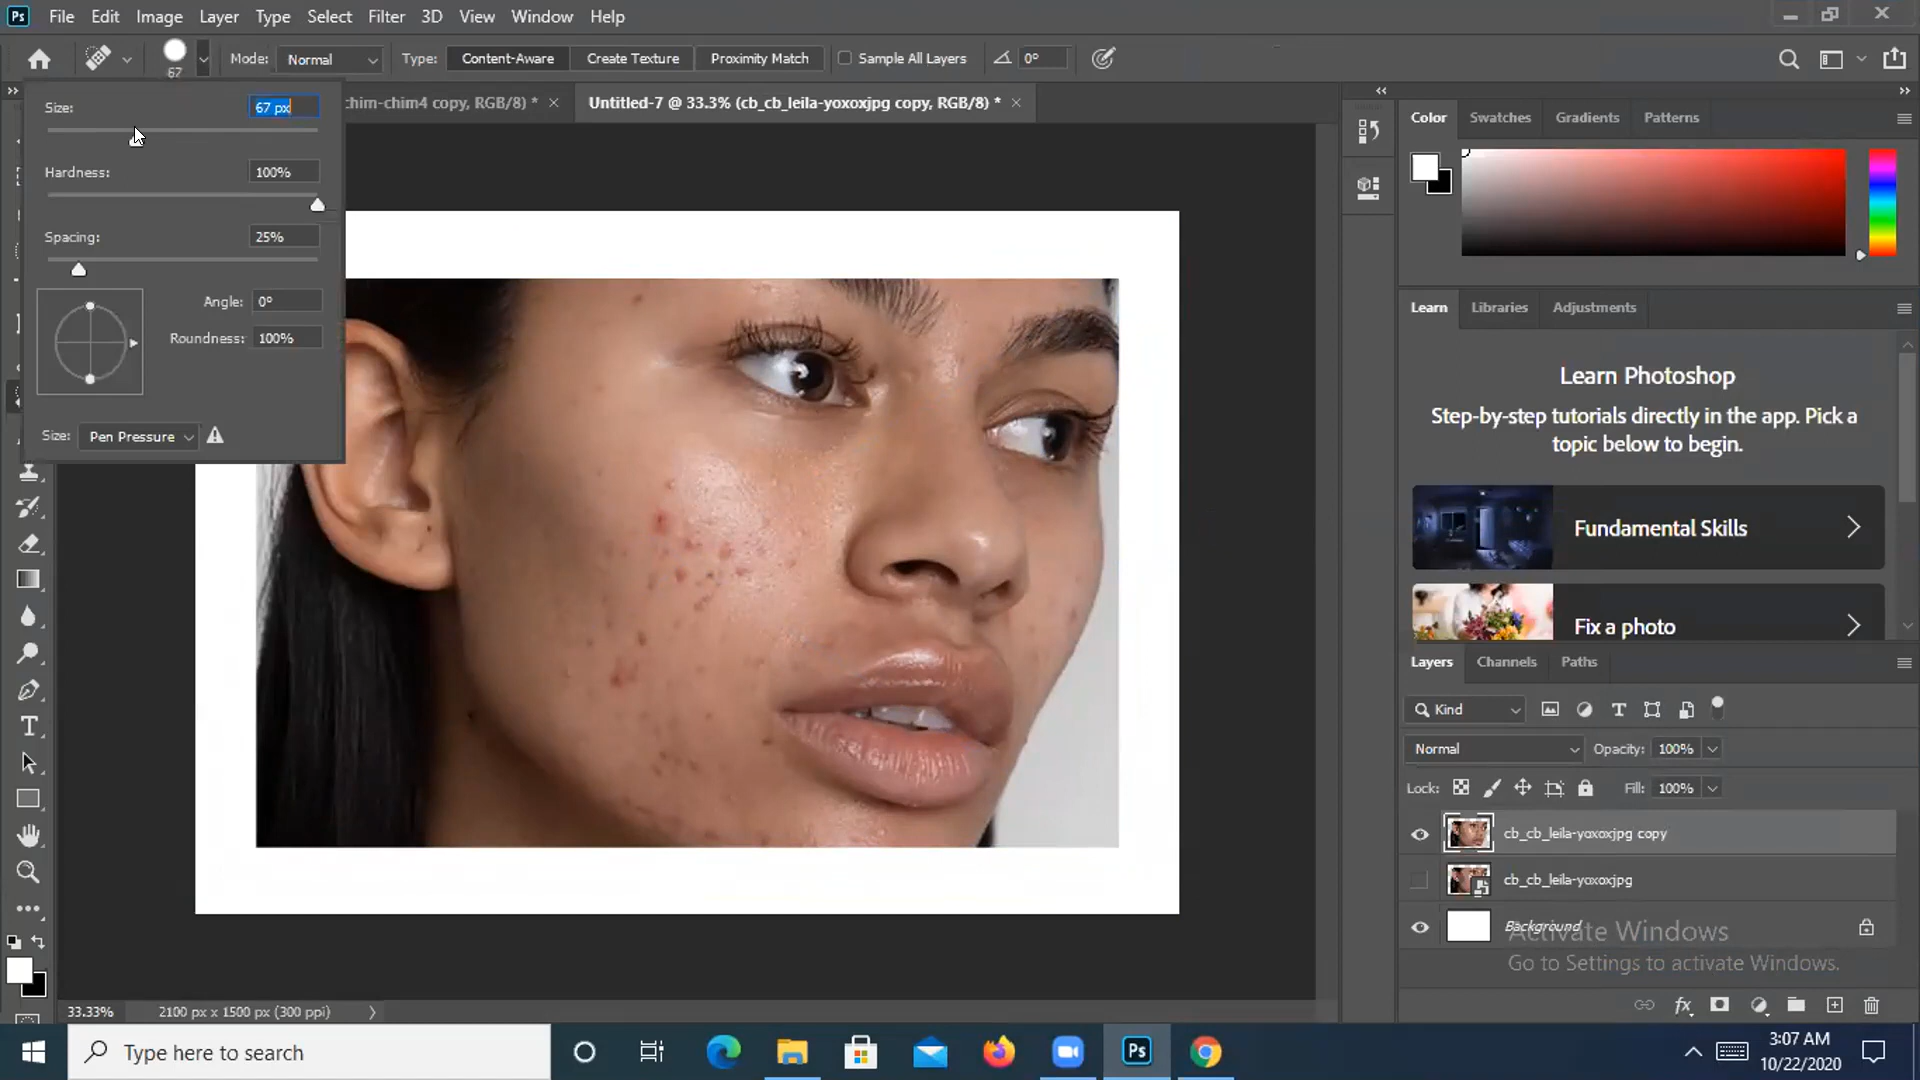 Ps File Edit Image Layer Type Select Filter 3D View Window Help
67 Mode: Normal Type: Content-Aware Create Texture Proximity Match Sample All Layers 0°
chim-chim4 copy, RGB/8) * × Untitled-7 @ 33.3% (cb_cb_leila-yoxoxjpg copy, RGB/8) * ×
Size: 67 px
Hardness: 100%
Spacing: 25%
Angle: 0°
Roundness: 100%
Size: Pen Pressure
Color Swatches Gradients Patterns
Learn Libraries Adjustments
Learn Photoshop
Step-by-step tutorials directly in the app. Pick a
topic below to begin.
Fundamental Skills
Fix a photo
Layers Channels Paths
Kind
Normal Opacity: 100%
Lock: Fill: 100%
cb_cb_leila-yoxoxjpg copy
cb_cb_leila-yoxoxjpg
Background
Activate Windows
Go to Settings to activate Windows.
33.33% 2100 px x 1500 px (300 ppi)
Type here to search
Ps
3:07 AM
10/22/2020